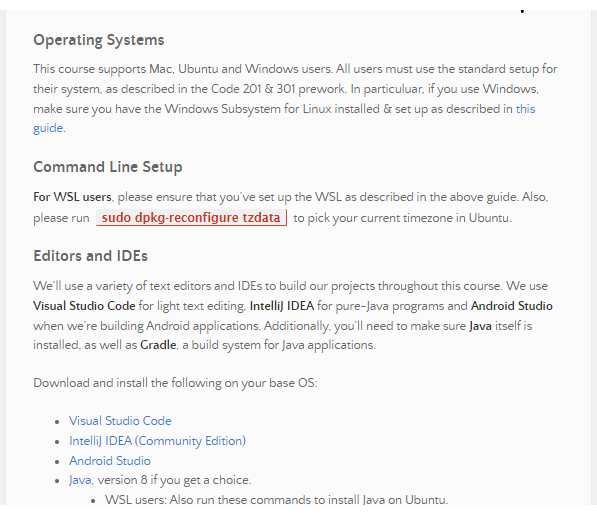 Operating Systems
This course supports Mac, Ubuntu and Windows users. All users must use the standard setup for
their system, as described in the Code 201 & 301 prework. In particuluar, if you use Windows,
make sure you have the Windows Subsystem for Linux installed & set up as described in this
guide.
Command Line Setup
For WSL users, please ensure that you've set up the WSL as described in the above guide. Also,
please run sudo dpkg-reconfigure tzdata to pick your current timezone in Ubuntu.
Editors and IDEs
We'll use a variety of text editors and IDEs to build our projects throughout this course. We use
Visual Studio Code for light text editing, IntelliJ IDEA for pure-Java programs and Android Studio
when we're building Android applications. Additionally, you'll need to make sure Java itself is
installed, as well as Gradle, a build system for Java applications.
Download and install the following on your base OS:
• Visual Studio Code
• IntelliJ IDEA (Community Edition)
• Android Studio
• Java, version 8 if you get a choice.
• WSL users: Also run these commands to install Java on Ubuntu.